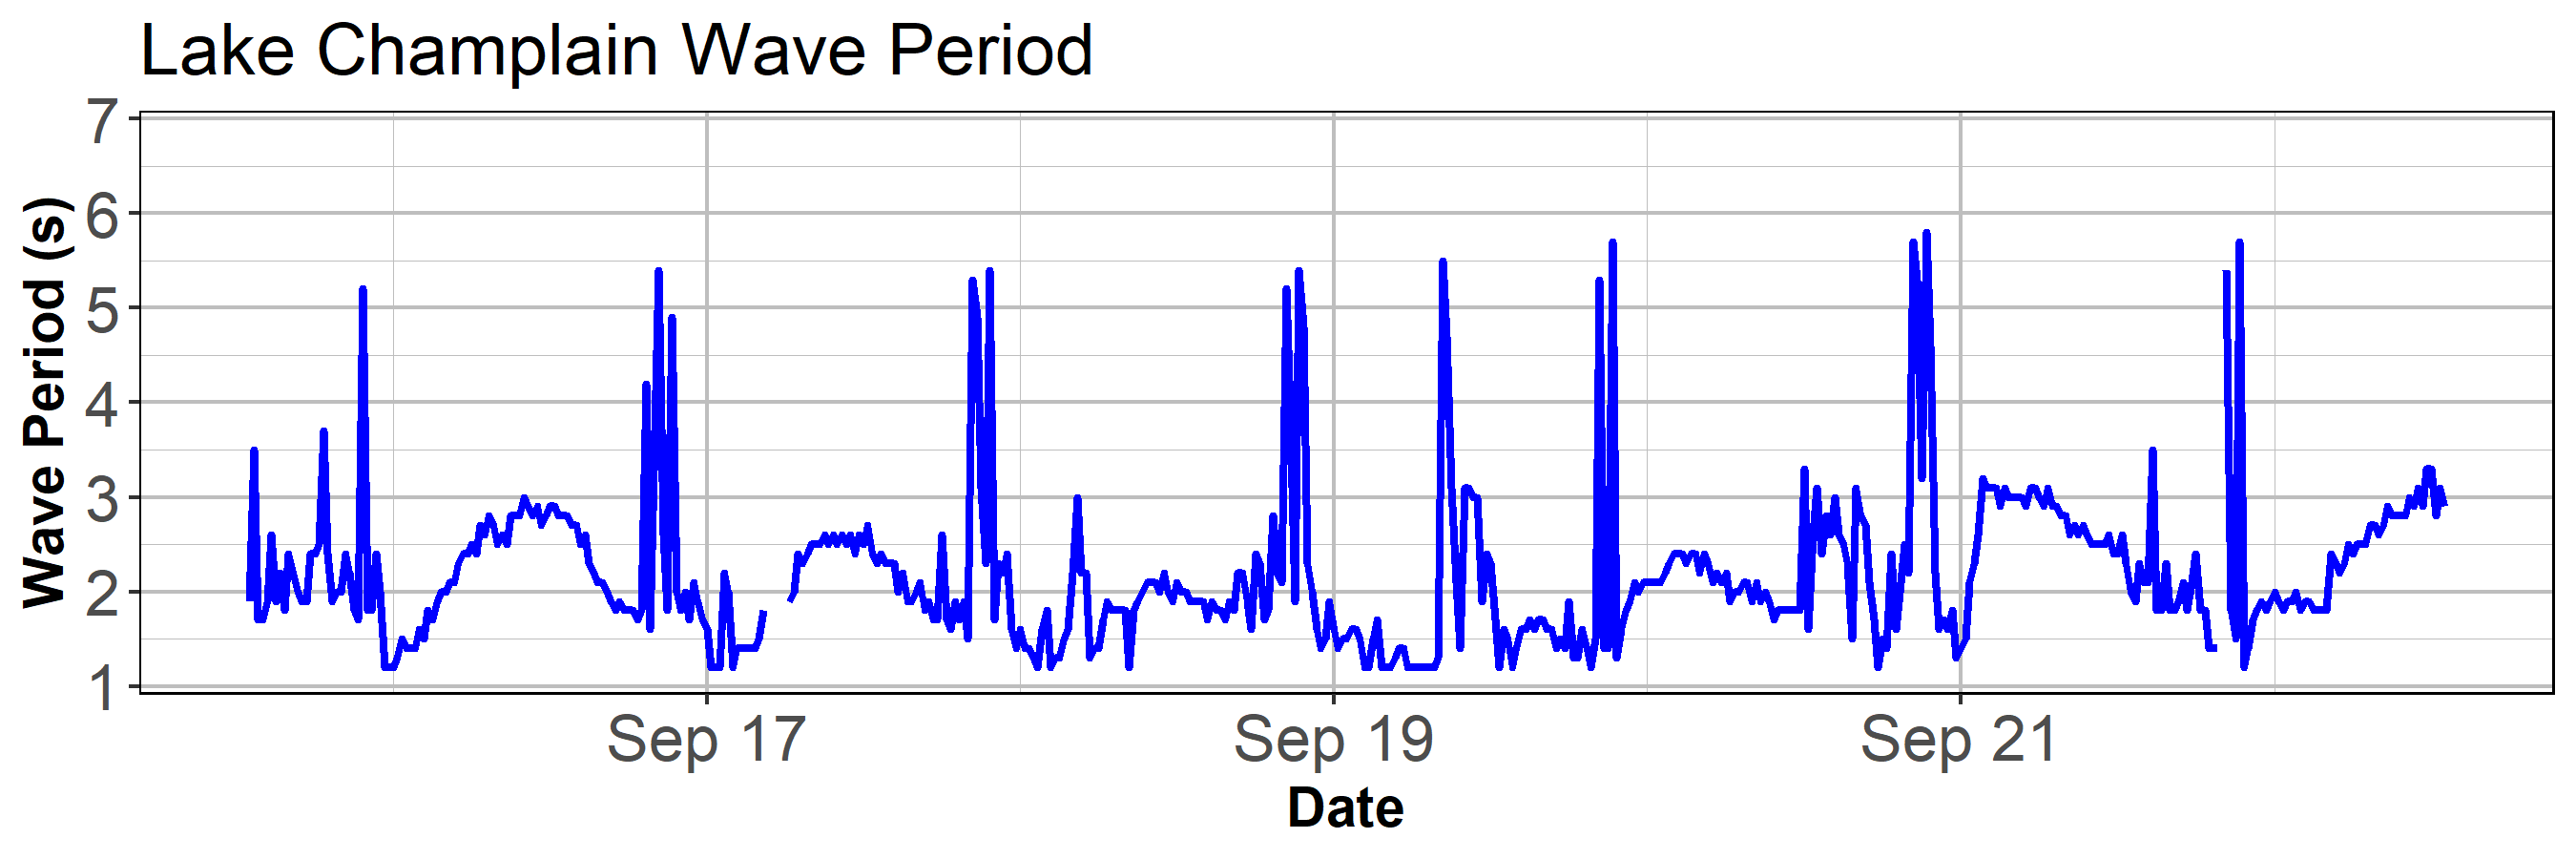 Lake Champlain Wave Period
7
6
5
4
3
2
1
Wave Period (s)
Sep 17
Sep 19
Sep 21
Date